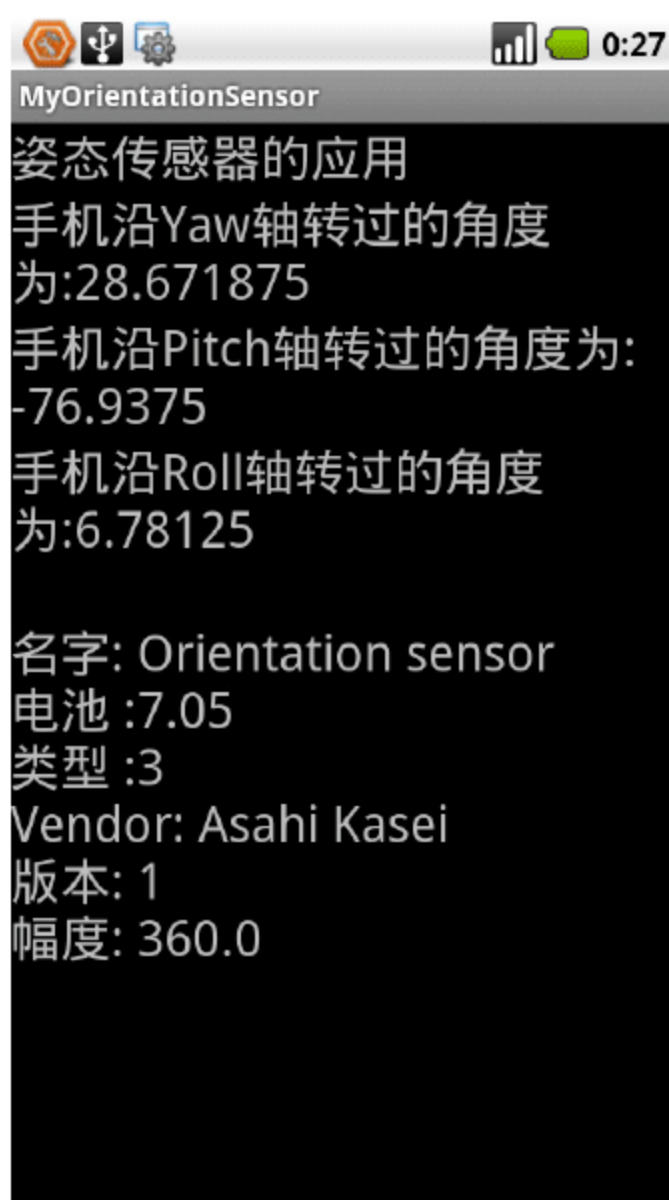 0:27
MyOrientationSensor
姿态传感器的应用
手机沿Yaw轴转过的角度
为:28.671875
手机沿Pitch轴转过的角度为:
-76.9375
手机沿Roll轴转过的角度
为:6.78125
名字: Orientation sensor
电池 :7.05
类型 :3
Vendor: Asahi Kasei
版本: 1
幅度: 360.0